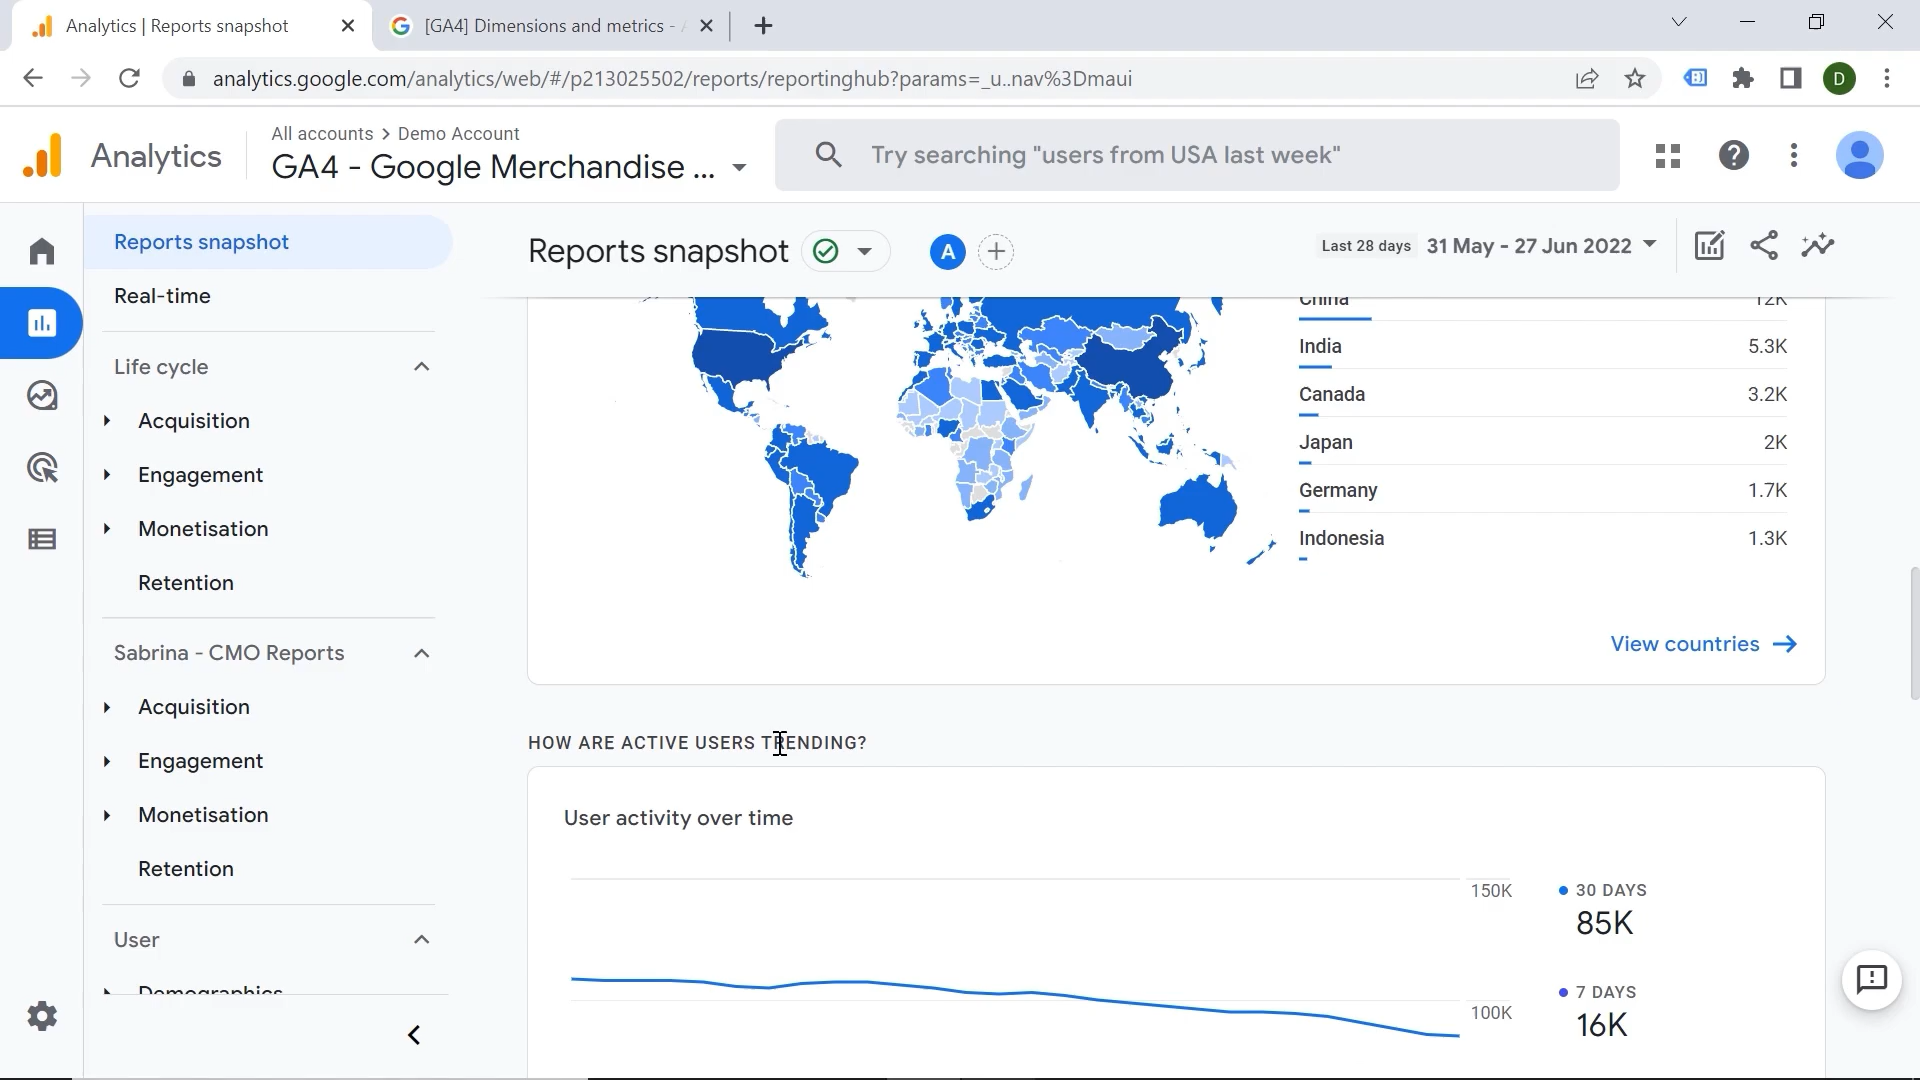 Analytics | Reports snapshot
[GA4] Dimensions and metrics -
analytics.google.com/analytics/web/#/p213025502/reports/reportinghub?params=_u..nav%3Dmaui
D
Analytics
All accounts > Demo Account
GA4 - Google Merchandise ...
Try searching "users from USA last week"
Reports snapshot
Real-time
Life cycle
Acquisition
Engagement
Monetisation
Retention
Sabrina - CMO Reports
Acquisition
Engagement
Monetisation
Retention
User
Demographics
Reports snapshot
A
Last 28 days 31 May - 27 Jun 2022
China 12K
India 5.3K
Canada 3.2K
Japan 2K
Germany 1.7K
Indonesia 1.3K
View countries
HOW ARE ACTIVE USERS TRENDING?
User activity over time
150K
100K
30 DAYS
85K
7 DAYS
16K